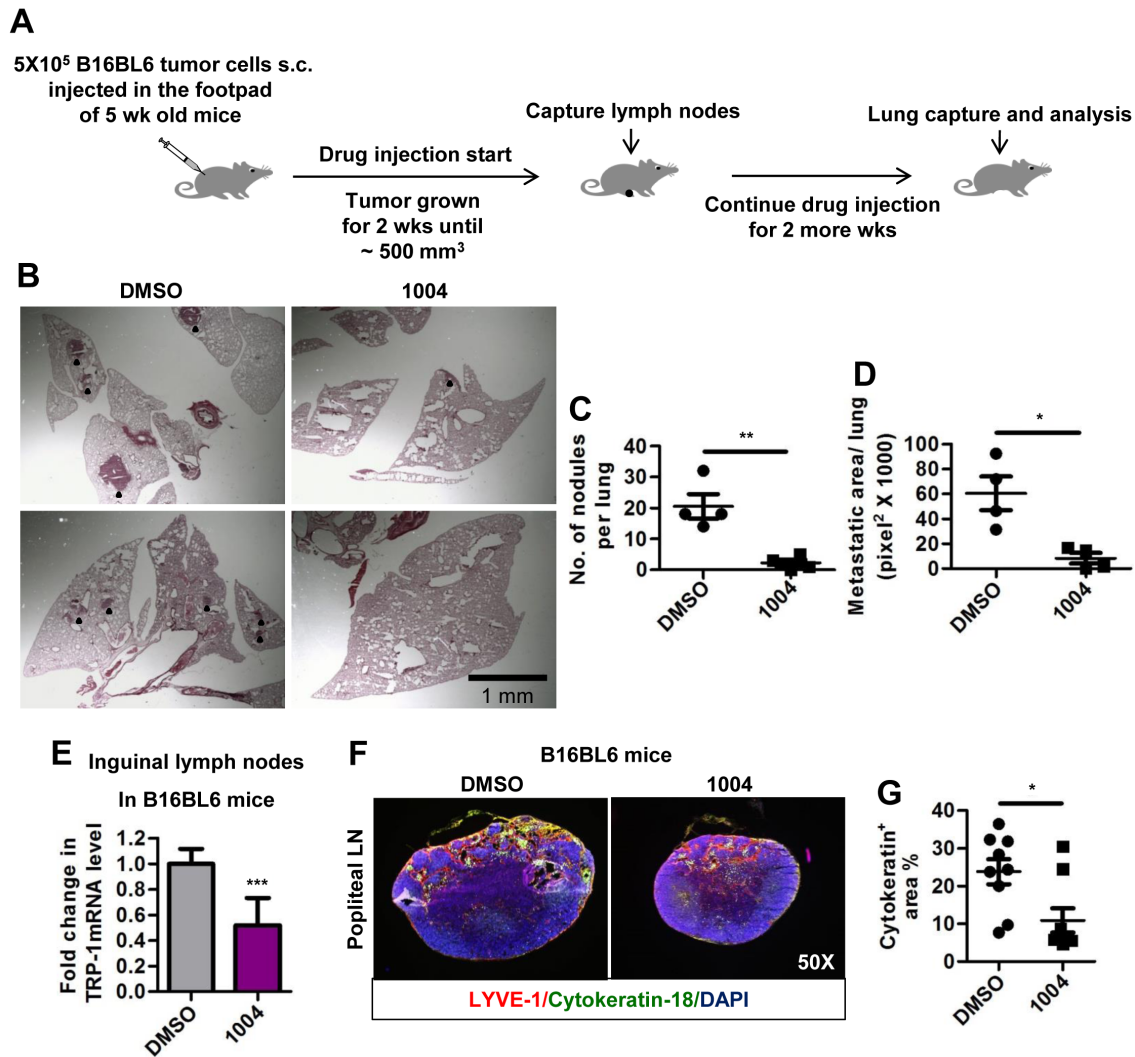 A
5X10⁵ B16BL6 tumor cells s.c.
injected in the footpad
of 5 wk old mice
Drug injection start
Tumor grown
for 2 wks until
~ 500 mm³
Capture lymph nodes
Continue drug injection
for 2 more wks
Lung capture and analysis
B
DMSO
1004
1 mm
C
No. of nodules
per lung
40
30
20
10
0
**
DMSO
1004
D
Metastatic area/ lung
(pixel² X 1000)
100
80
60
40
20
0
*
DMSO
1004
E
Inguinal lymph nodes
In B16BL6 mice
Fold change in
TRP-1mRNA level
1.2
1.0
0.8
0.6
0.4
0.2
0.0
***
DMSO
1004
F
B16BL6 mice
DMSO
1004
Popliteal LN
50X
LYVE-1/Cytokeratin-18/DAPI
G
Cytokeratin⁺
area %
40
30
20
10
0
*
DMSO
1004